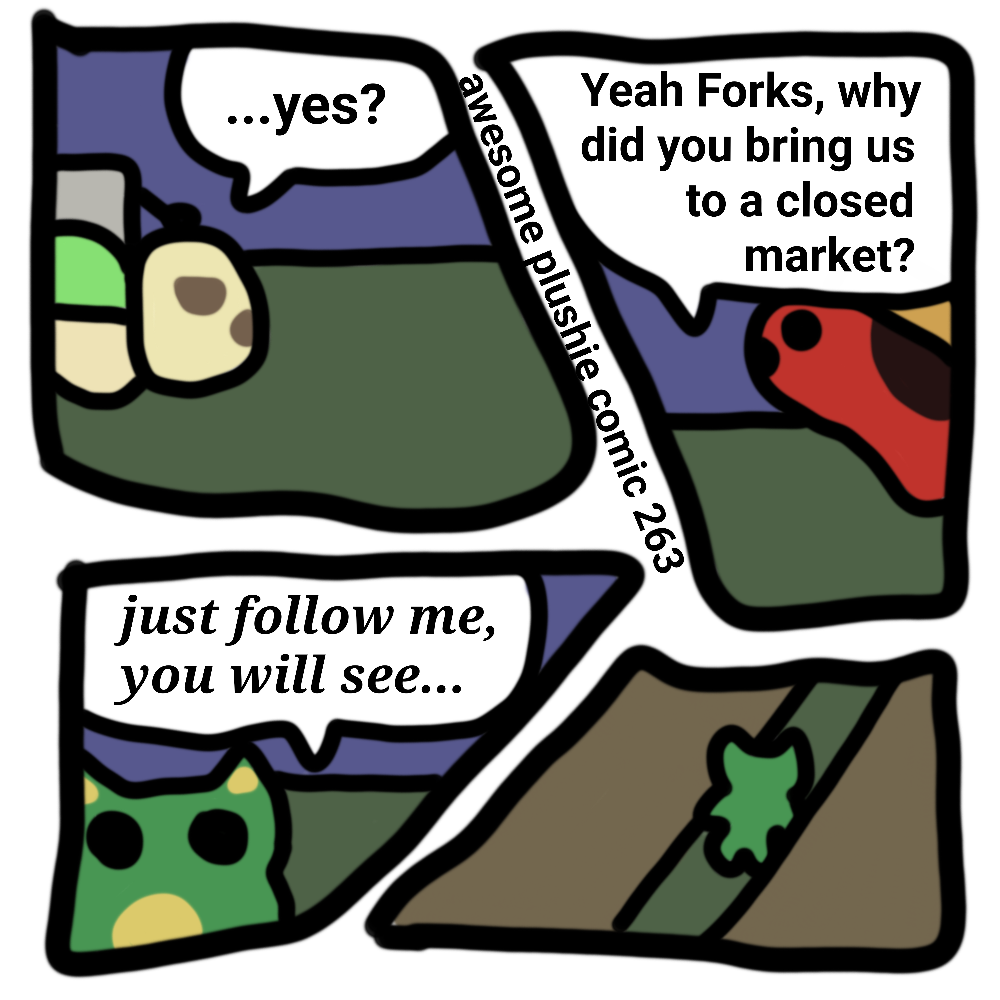 ...yes?
Yeah Forks, why
did you bring us
to a closed
market?
awesome plushie comic 263
just follow me,
you will see...